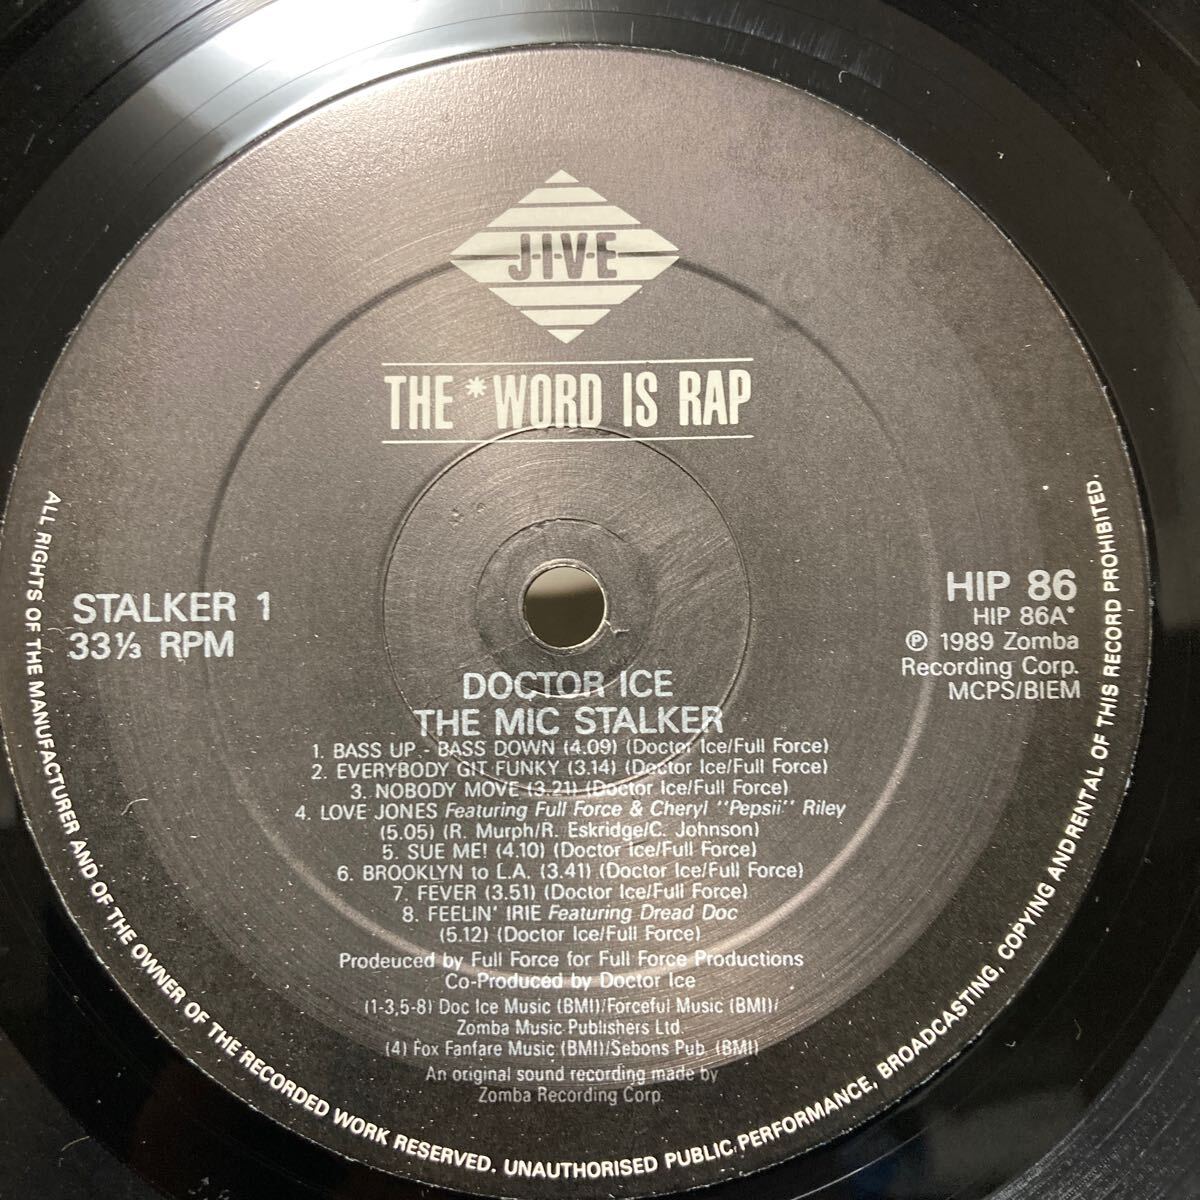 J·I·V·E
THE *WORD IS RAP
STALKER 1
33⅓ RPM
HIP 86
HIP 86A*
℗ 1989 Zomba
Recording Corp.
MCPS/BIEM
DOCTOR ICE
THE MIC STALKER
1. BASS UP - BASS DOWN (4.09) (Doctor Ice/Full Force)
2. EVERYBODY GIT FUNKY (3.14) (Doctor Ice/Full Force)
3. NOBODY MOVE (3.21) (Doctor Ice/Full Force)
4. LOVE JONES Featuring Full Force & Cheryl "Pepsii" Riley
(5.05) (R. Murph/R. Eskridge/C. Johnson)
5. SUE ME! (4.10) (Doctor Ice/Full Force)
6. BROOKLYN to L.A. (3.41) (Doctor Ice/Full Force)
7. FEVER (3.51) (Doctor Ice/Full Force)
8. FEELIN' IRIE Featuring Dread Doc
(5.12) (Doctor Ice/Full Force)
Prodeuced by Full Force for Full Force Productions
Co-Produced by Doctor Ice
(1-3,5-8) Doc Ice Music (BMI)/Forceful Music (BMI)/
Zomba Music Publishers Ltd.
(4) Fox Fanfare Music (BMI)/Sebons Pub. (BMI)
An original sound recording made by
Zomba Recording Corp.
ALL RIGHTS OF THE MANUFACTURER AND OF THE OWNER OF THE RECORDED WORK RESERVED. UNAUTHORISED PUBLIC PERFORMANCE, BROADCASTING, COPYING ANDRENTAL OF THIS RECORD PROHIBITED.